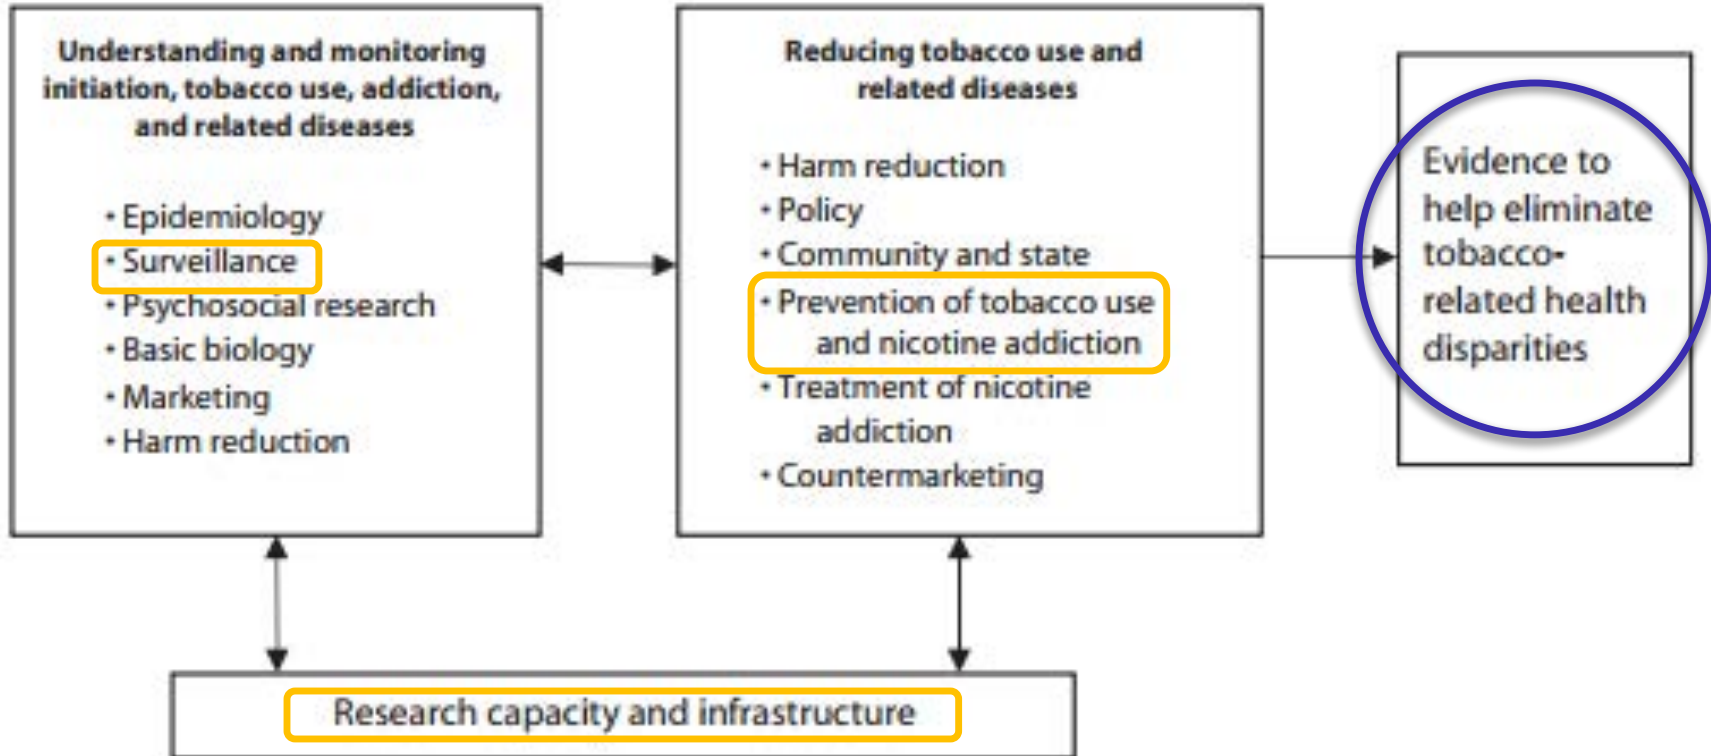 Understanding and monitoring
initiation, tobacco use, addiction,
and related diseases
• Epidemiology
• Surveillance
• Psychosocial research
• Basic biology
• Marketing
• Harm reduction
Reducing tobacco use and
related diseases
• Harm reduction
• Policy
• Community and state
• Prevention of tobacco use
and nicotine addiction
• Treatment of nicotine
addiction
• Countermarketing
Evidence to
help eliminate
tobacco-
related health
disparities
Research capacity and infrastructure